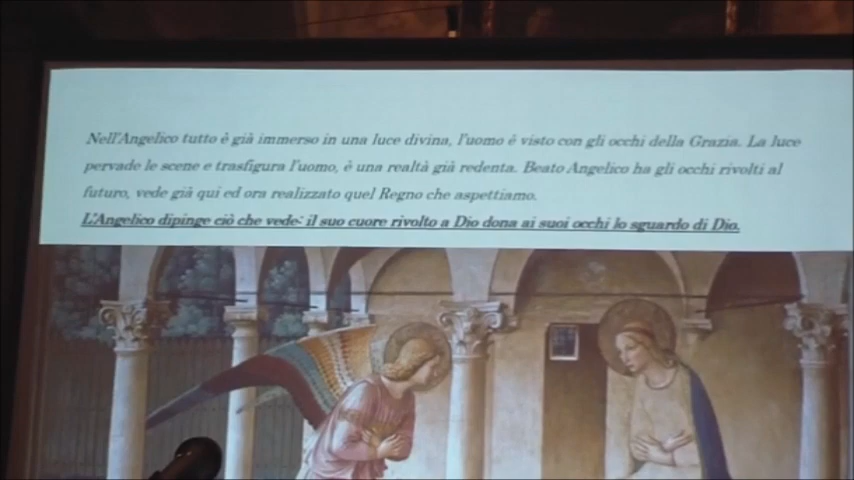 Nell'Angelico tutto è già immerso in una luce divina, l'uomo è visto con gli occhi della Grazia. La luce
pervade le scene e trasfigura l'uomo, è una realtà già redenta. Beato Angelico ha gli occhi rivolti al
futuro, vede già qui ed ora realizzato quel Regno che aspettiamo.
L'Angelico dipinge ciò che vede: il suo cuore rivolto a Dio dona ai suoi occhi lo sguardo di Dio.